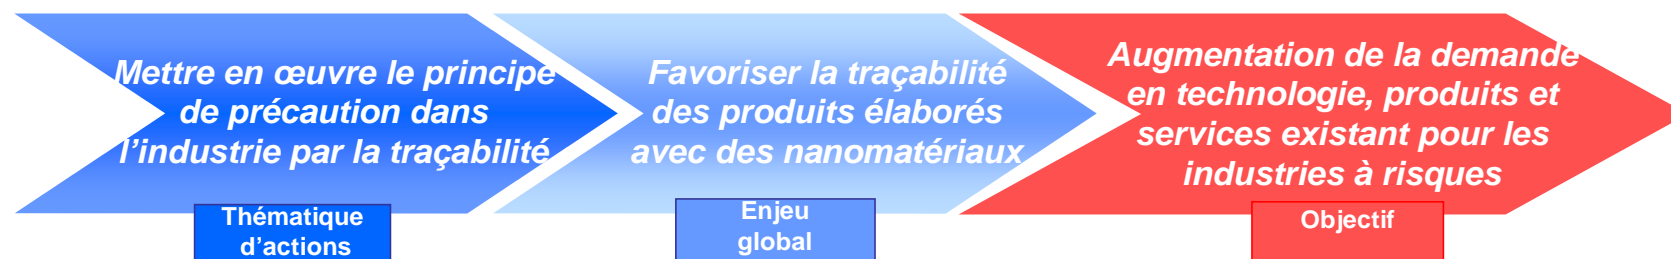 Mettre en œuvre le principe
de précaution dans
l’industrie par la traçabilité
Thématique
d’actions
Favoriser la traçabilité
des produits élaborés
avec des nanomatériaux
Enjeu
global
Augmentation de la demande
en technologie, produits et
services existant pour les
industries à risques
Objectif